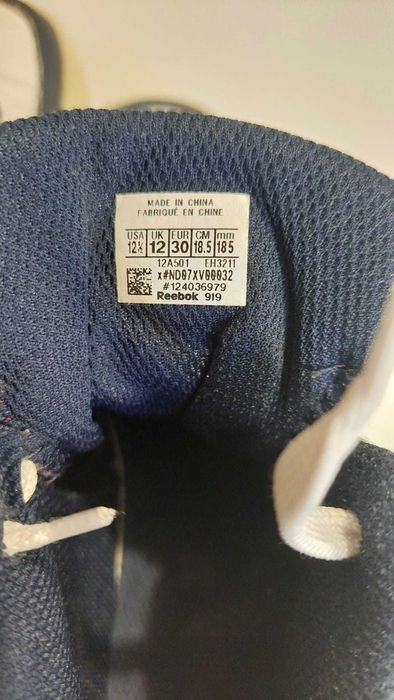 MADE IN CHINA
FABRIQUÉ EN CHINE
USA UK EUR CM mm
12½ 12 30 18.5 185
12A501 EH3211
x#ND07XV00032
#124036979
Reebok 919